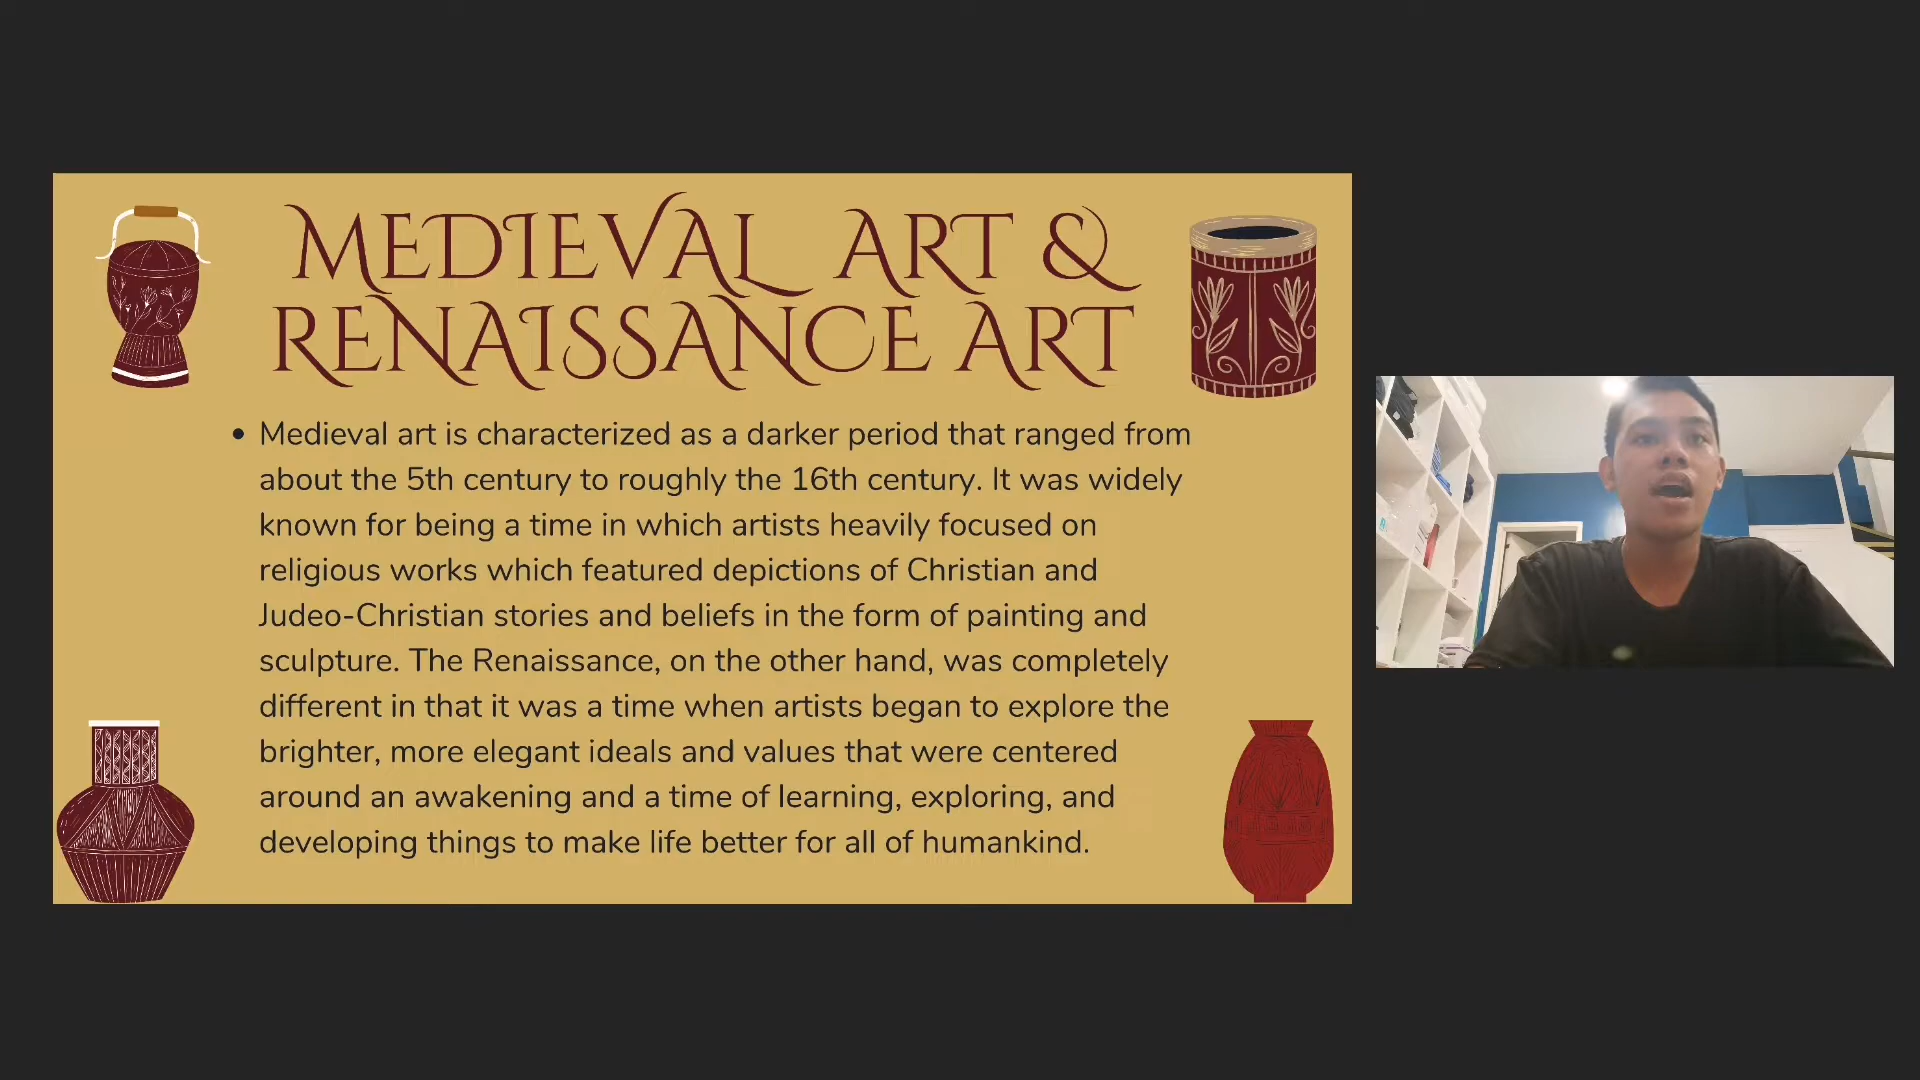 MEDIEVAL ART &
RENAISSANCE ART
• Medieval art is characterized as a darker period that ranged from
about the 5th century to roughly the 16th century. It was widely
known for being a time in which artists heavily focused on
religious works which featured depictions of Christian and
Judeo-Christian stories and beliefs in the form of painting and
sculpture. The Renaissance, on the other hand, was completely
different in that it was a time when artists began to explore the
brighter, more elegant ideals and values that were centered
around an awakening and a time of learning, exploring, and
developing things to make life better for all of humankind.